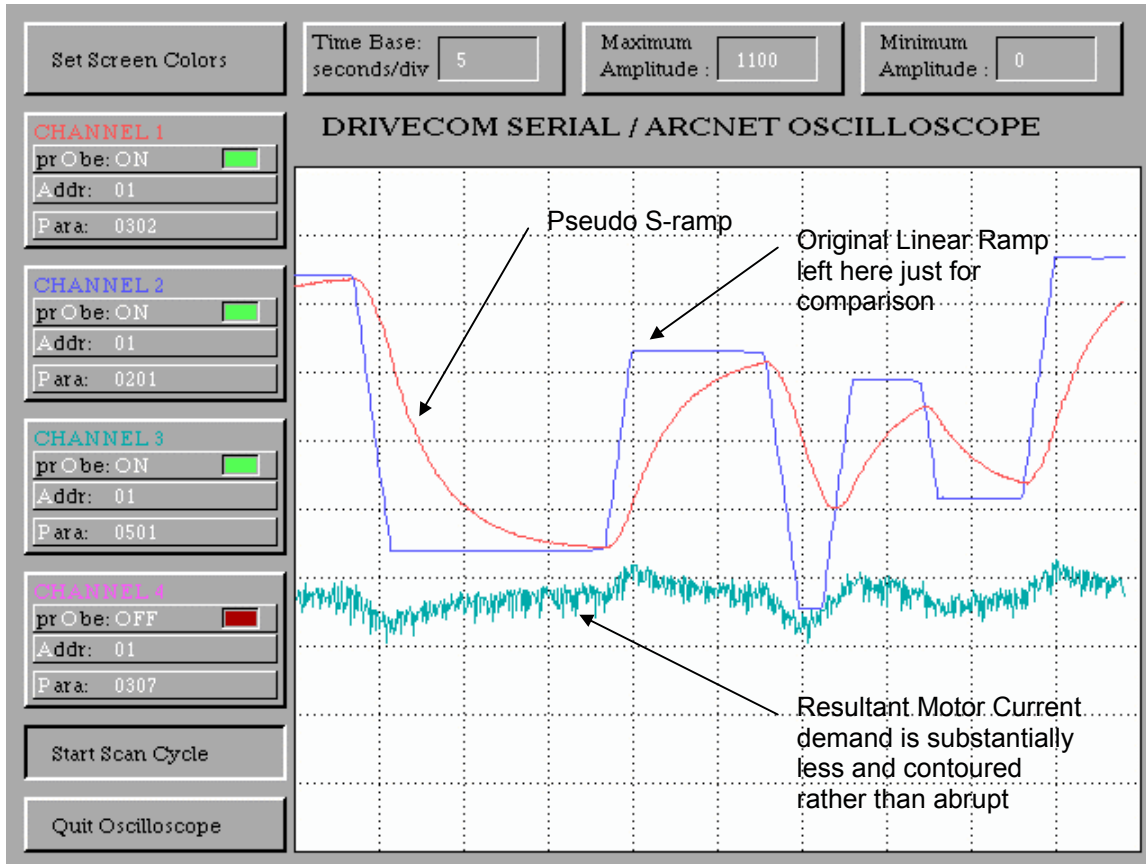 Set Screen Colors
Time Base:
seconds/div 5
Maximum
Amplitude : 1100
Minimum
Amplitude : 0
DRIVECOM SERIAL / ARCNET OSCILLOSCOPE
CHANNEL 1
prObe: ON
Addr: 01
Para: 0302
CHANNEL 2
prObe: ON
Addr: 01
Para: 0201
CHANNEL 3
prObe: ON
Addr: 01
Para: 0501
CHANNEL 4
prObe: OFF
Addr: 01
Para: 0307
Start Scan Cycle
Quit Oscilloscope
Pseudo S-ramp
Original Linear Ramp
left here just for
comparison
Resultant Motor Current
demand is substantially
less and contoured
rather than abrupt